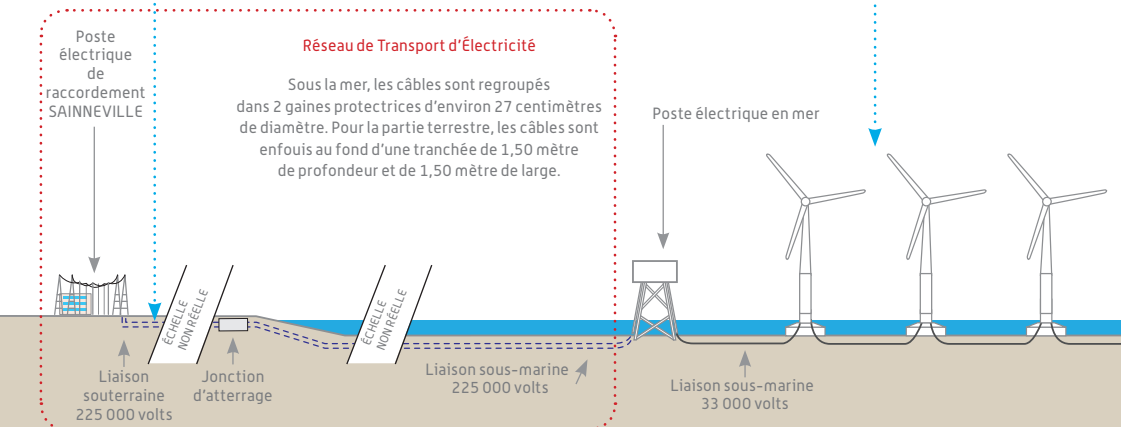 Poste
électrique
de
raccordement
SAINNEVILLE
Réseau de Transport d'Électricité
Sous la mer, les câbles sont regroupés
dans 2 gaines protectrices d'environ 27 centimètres
de diamètre. Pour la partie terrestre, les câbles sont
enfouis au fond d'une tranchée de 1,50 mètre
de profondeur et de 1,50 mètre de large.
Poste électrique en mer
ÉCHELLE
NON RÉELLE
ÉCHELLE
NON RÉELLE
Liaison
souterraine
225 000 volts
Jonction
d'atterrage
Liaison sous-marine
225 000 volts
Liaison sous-marine
33 000 volts